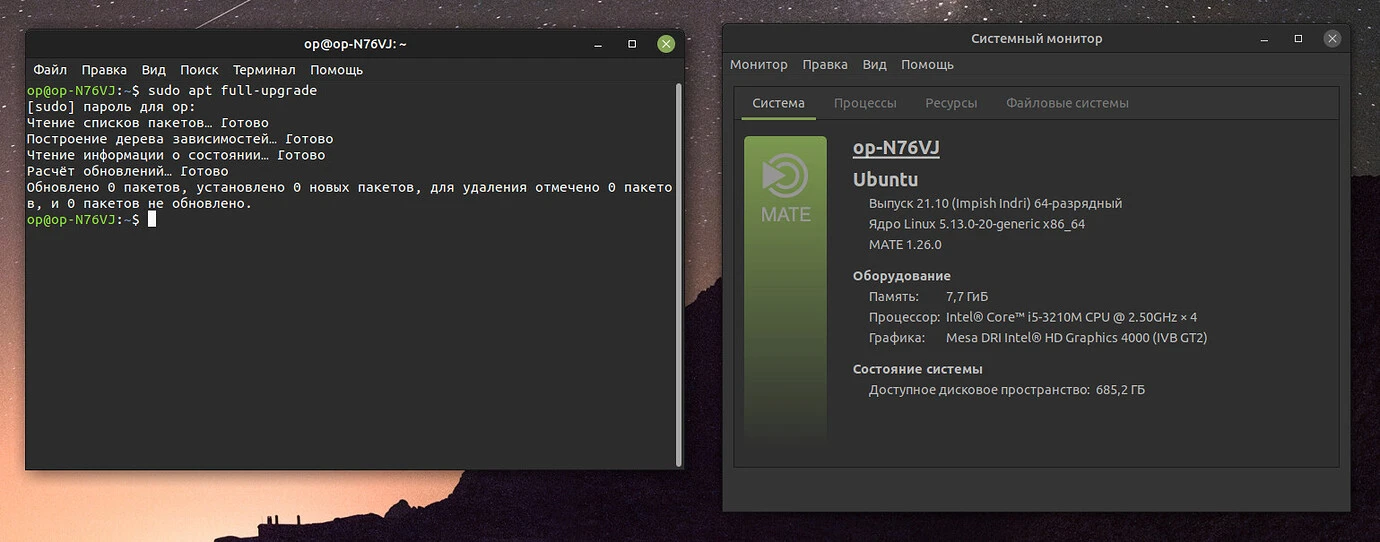 op@op-N76VJ: ~
Файл Правка Вид Поиск Терминал Помощь
op@op-N76VJ:~$ sudo apt full-upgrade
[sudo] пароль для op:
Чтение списков пакетов… Готово
Построение дерева зависимостей… Готово
Чтение информации о состоянии… Готово
Расчёт обновлений… Готово
Обновлено 0 пакетов, установлено 0 новых пакетов, для удаления отмечено 0 пакето
в, и 0 пакетов не обновлено.
op@op-N76VJ:~$
Системный монитор
Монитор Правка Вид Помощь
Система Процессы Ресурсы Файловые системы
MATE
op-N76VJ
Ubuntu
Выпуск 21.10 (Impish Indri) 64-разрядный
Ядро Linux 5.13.0-20-generic x86_64
MATE 1.26.0
Оборудование
Память: 7,7 ГиБ
Процессор: Intel® Core™ i5-3210M CPU @ 2.50GHz × 4
Графика: Mesa DRI Intel® HD Graphics 4000 (IVB GT2)
Состояние системы
Доступное дисковое пространство: 685,2 ГБ